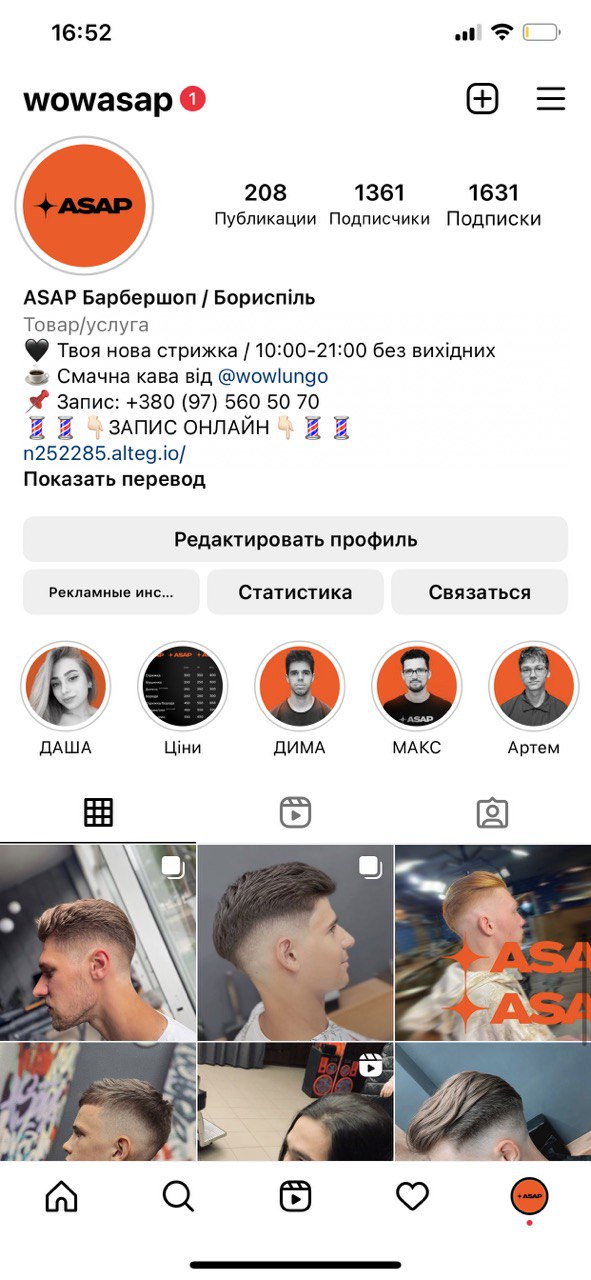 16:52
wowasap 1
ASAP
208 1361 1631
Публикации Подписчики Подписки
ASAP Барбершоп / Бориспіль
Товар/услуга
🖤 Твоя нова стрижка / 10:00-21:00 без вихідних
☕ Смачна кава від @wowlungo
📌 Запис: +380 (97) 560 50 70
💈💈👇🏻ЗАПИС ОНЛАЙН👇🏻💈💈
n252285.alteg.io/
Показать перевод
Редактировать профиль
Рекламные инс... Статистика Связаться
ASAP
ASAP
ДАША Ціни ДИМА МАКС Артем
ASA
ASA
ASAP